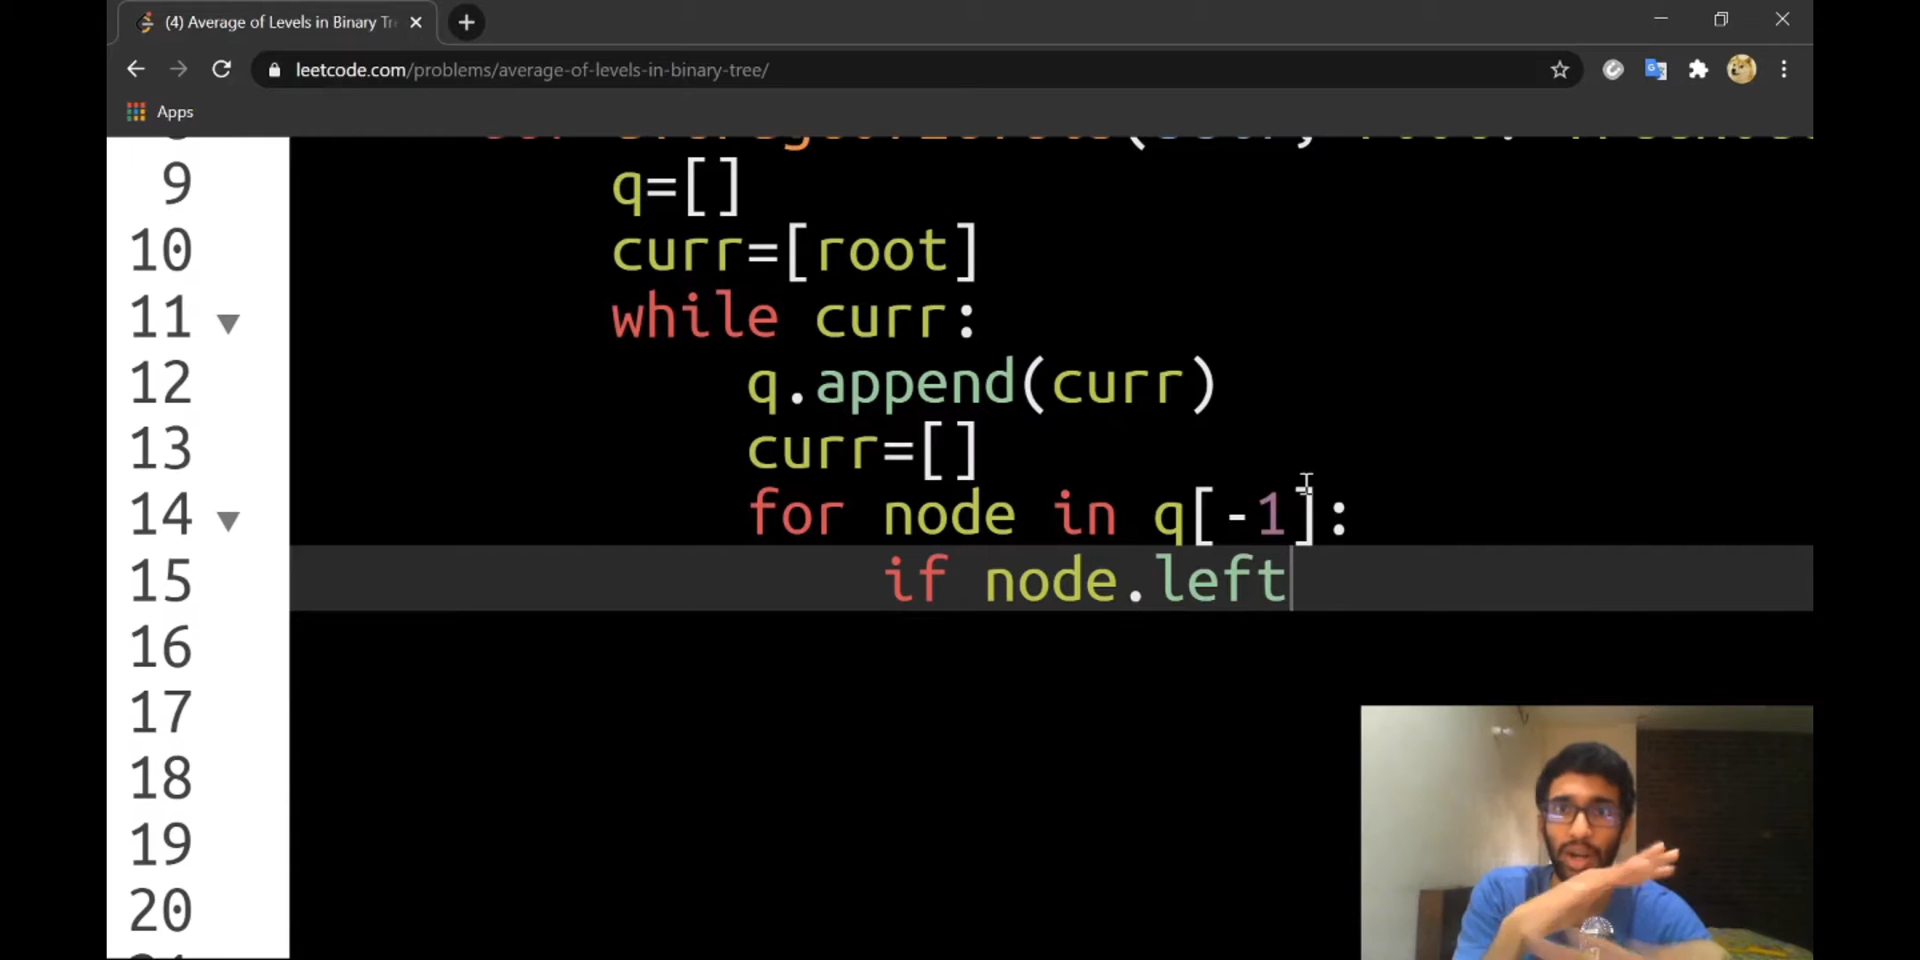 (4) Average of Levels in Binary Tr
leetcode.com/problems/average-of-levels-in-binary-tree/
Apps
9 q=[]
10 curr=[root]
11 while curr:
12 q.append(curr)
13 curr=[]
14 for node in q[-1]:
15 if node.left
16
17
18
19
20